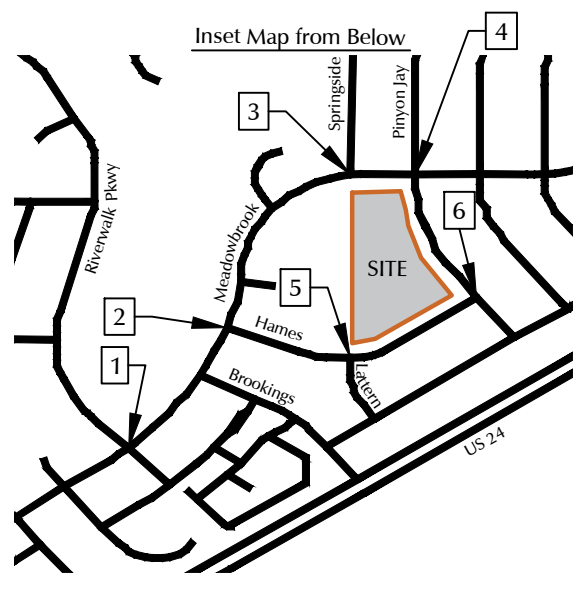 Inset Map from Below
4
Springside
Pinyon Jay
3
Riverwalk Pkwy
6
Meadowbrook
SITE
5
2
Hames
1
Brookings
Lattern
US 24